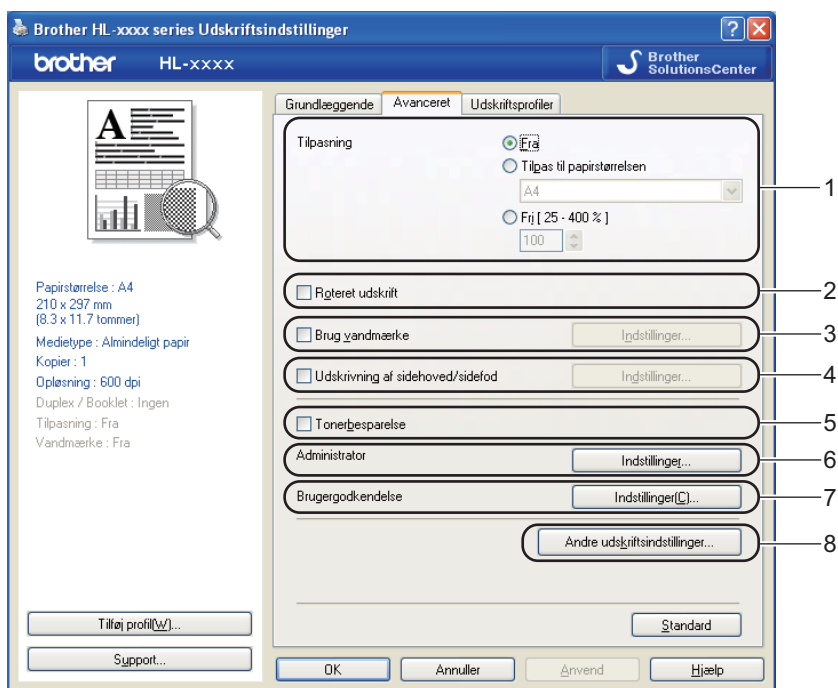 Brother HL-xxxx series Udskriftsindstillinger
brother HL-xxxx
Brother
SolutionsCenter
A
Papirstørrelse : A4
210 x 297 mm
(8.3 x 11.7 tommer)
Medietype : Almindeligt papir
Kopier : 1
Opløsning : 600 dpi
Duplex / Booklet : Ingen
Tilpasning : Fra
Vandmærke : Fra
Tilføj profil(W)...
Support...
Grundlæggende Avanceret Udskriftsprofiler
Tilpasning
Fra
Tilpas til papirstørrelsen
A4
Fri [ 25 - 400 % ]
100
1
Roteret udskrift
2
Brug vandmærke Indstillinger...
3
Udskrivning af sidehoved/sidefod Indstillinger...
4
Tonerbesparelse
5
Administrator Indstillinger...
6
Brugergodkendelse Indstillinger(C)...
7
Andre udskriftsindstillinger...
8
Standard
OK Annuller Anvend Hjælp